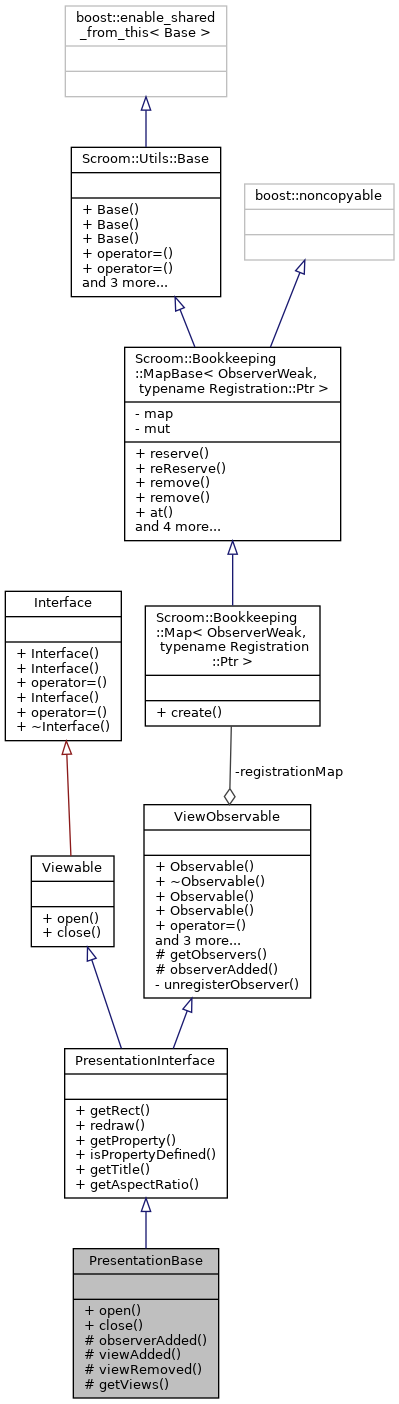 boost::enable_shared
_from_this< Base >
Scroom::Utils::Base
+ Base()
+ Base()
+ Base()
+ operator=()
+ operator=()
and 3 more...
boost::noncopyable
Scroom::Bookkeeping
::MapBase< ObserverWeak,
typename Registration::Ptr >
- map
- mut
+ reserve()
+ reReserve()
+ remove()
+ remove()
+ at()
and 4 more...
Interface
+ Interface()
+ Interface()
+ operator=()
+ Interface()
+ operator=()
+ ~Interface()
Scroom::Bookkeeping
::Map< ObserverWeak,
typename Registration
::Ptr >
+ create()
-registrationMap
ViewObservable
+ Observable()
+ ~Observable()
+ Observable()
+ Observable()
+ operator=()
and 3 more...
# getObservers()
# observerAdded()
- unregisterObserver()
Viewable
+ open()
+ close()
PresentationInterface
+ getRect()
+ redraw()
+ getProperty()
+ isPropertyDefined()
+ getTitle()
+ getAspectRatio()
PresentationBase
+ open()
+ close()
# observerAdded()
# viewAdded()
# viewRemoved()
# getViews()